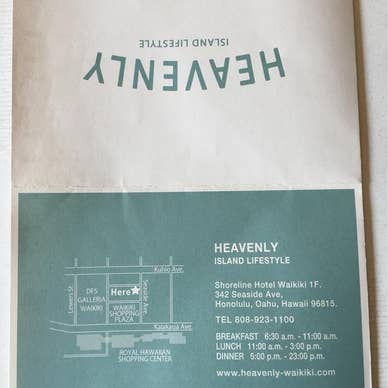 HEAVENLY
ISLAND LIFESTYLE
HEAVENLY
ISLAND LIFESTYLE
Shoreline Hotel Waikiki 1F.
342 Seaside Ave,
Honolulu, Oahu, Hawaii 96815.
TEL 808-923-1100
BREAKFAST 6:30 a.m. - 11:00 a.m.
LUNCH 11:00 a.m. - 3:00 p.m.
DINNER 5:00 p.m. - 23:00 p.m.
www.heavenly-waikiki.com
Kuhio Ave.
Lewers St.
DFS
GALLERIA
WAIKIKI
Here★
WAIKIKI
SHOPPING
PLAZA
Seaside Ave.
Kalakaua Ave.
ROYAL HAWAIIAN
SHOPPING CENTER